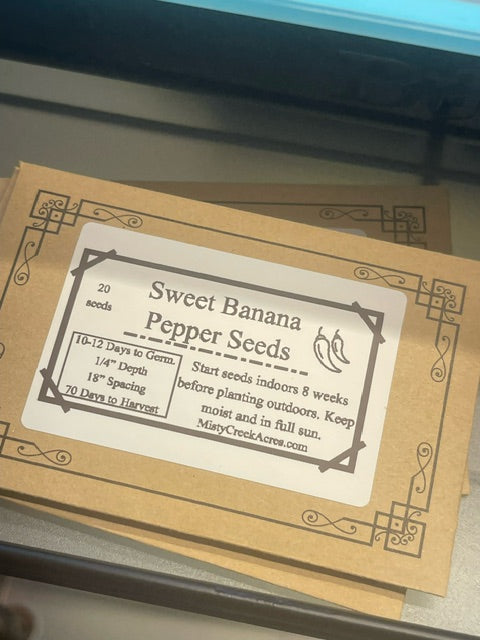 20
seeds
Sweet Banana
Pepper Seeds
10-12 Days to Germ.
1/4" Depth
18" Spacing
70 Days to Harvest
Start seeds indoors 8 weeks
before planting outdoors. Keep
moist and in full sun.
MistyCreekAcres.com